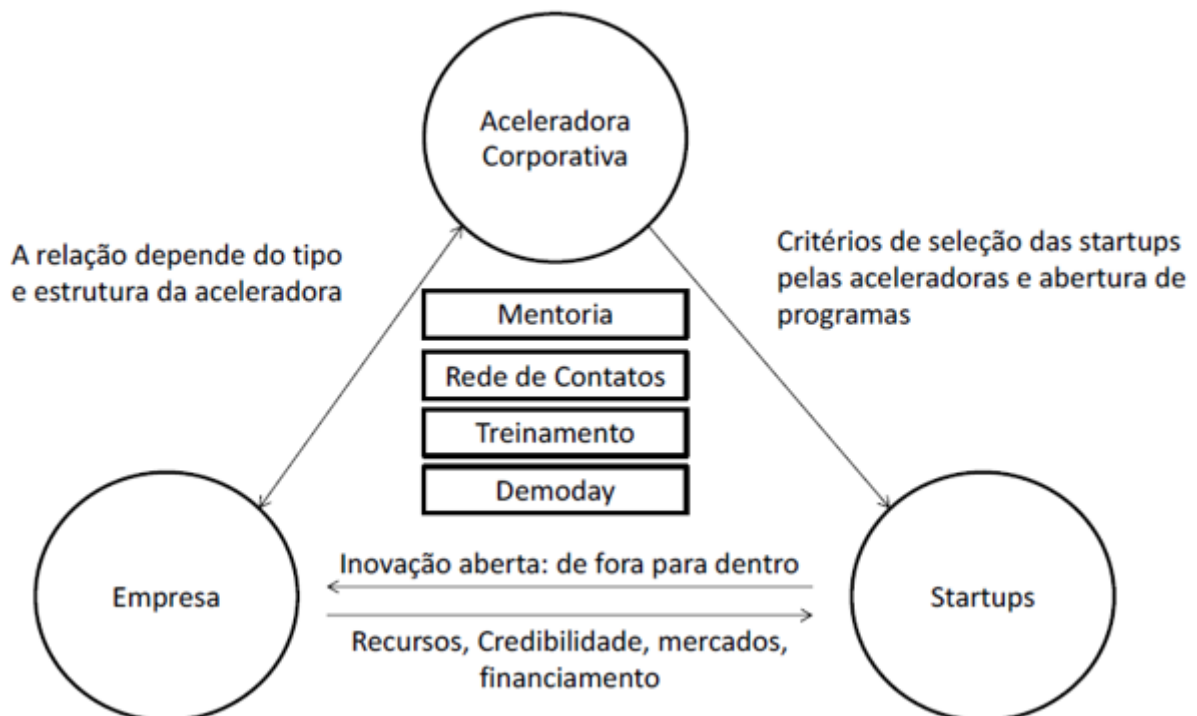 Aceleradora
Corporativa
A relação depende do tipo
e estrutura da aceleradora
Critérios de seleção das startups
pelas aceleradoras e abertura de
programas
Mentoria
Rede de Contatos
Treinamento
Demoday
Inovação aberta: de fora para dentro
Empresa
Startups
Recursos, Credibilidade, mercados,
financiamento